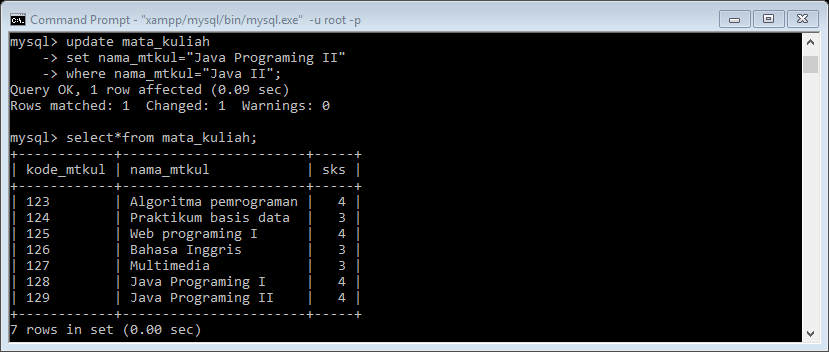 Command Prompt - "xampp/mysql/bin/mysql.exe" -u root -p
mysql> update mata_kuliah
    -> set nama_mtkul="Java Programing II"
    -> where nama_mtkul="Java II";
Query OK, 1 row affected (0.09 sec)
Rows matched: 1  Changed: 1  Warnings: 0
mysql> select*from mata_kuliah;
+------------+-----------------------+-----+
| kode_mtkul | nama_mtkul            | sks |
+------------+-----------------------+-----+
| 123        | Algoritma pemrograman |   4 |
| 124        | Praktikum basis data  |   3 |
| 125        | Web programing I      |   4 |
| 126        | Bahasa Inggris        |   3 |
| 127        | Multimedia            |   3 |
| 128        | Java Programing I     |   4 |
| 129        | Java Programing II    |   4 |
+------------+-----------------------+-----+
7 rows in set (0.00 sec)